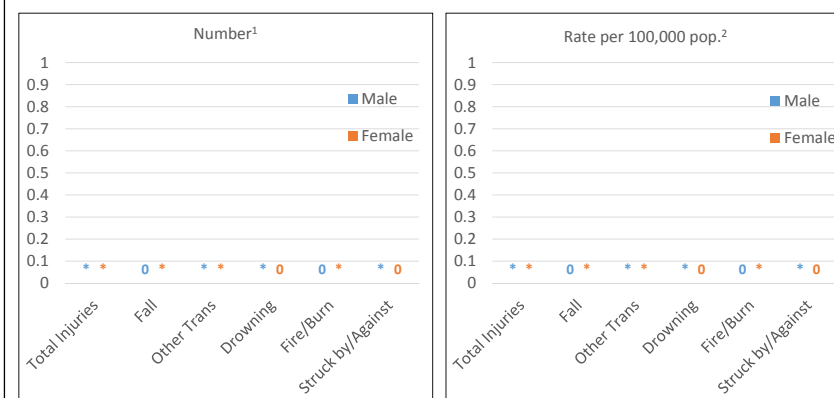 Number¹
1
0.9
0.8
0.7
0.6
0.5
0.4
0.3
0.2
0.1
0
Male
Female
* * 0 * * * * 0 0 * * 0
Total Injuries
Fall
Other Trans
Drowning
Fire/Burn
Struck by/Against
Rate per 100,000 pop.²
1
0.9
0.8
0.7
0.6
0.5
0.4
0.3
0.2
0.1
0
Male
Female
* * 0 * * * * 0 0 * * 0
Total Injuries
Fall
Other Trans
Drowning
Fire/Burn
Struck by/Against